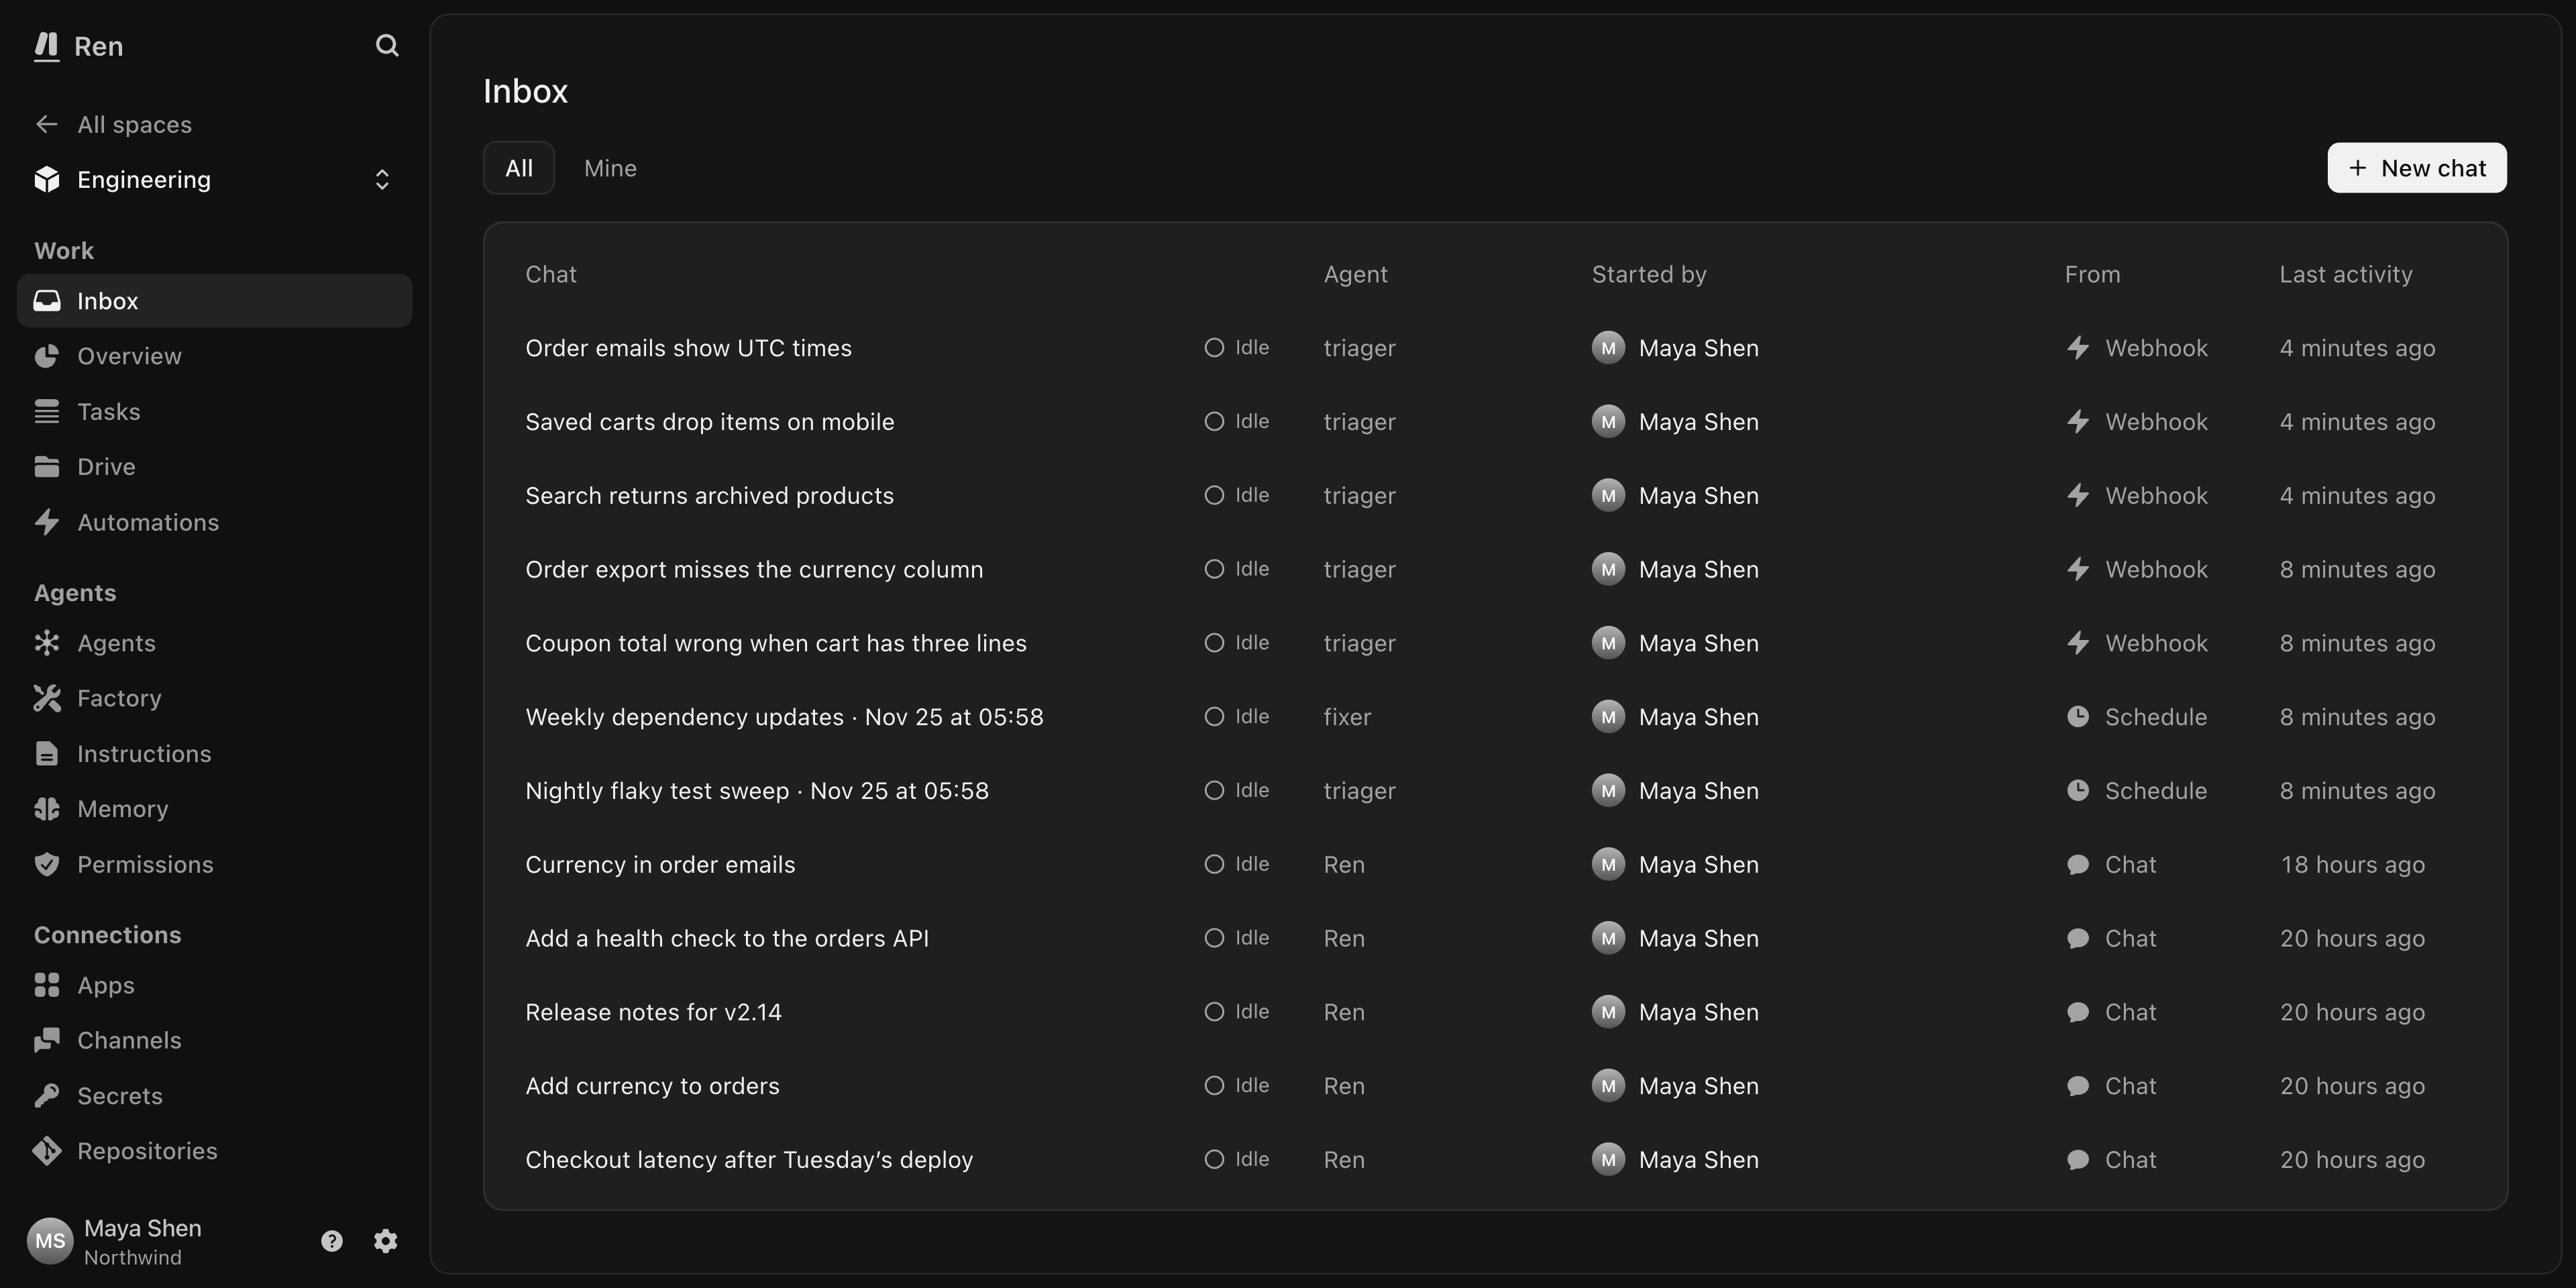 Ren
All spaces
Engineering
Work
Inbox
Overview
Tasks
Drive
Automations
Agents
Agents
Factory
Instructions
Memory
Permissions
Connections
Apps
Channels
Secrets
Repositories
MS
Maya Shen
Northwind
Inbox
All Mine
+ New chat
Chat Agent Started by From Last activity
Order emails show UTC times Idle triager M Maya Shen Webhook 4 minutes ago
Saved carts drop items on mobile Idle triager M Maya Shen Webhook 4 minutes ago
Search returns archived products Idle triager M Maya Shen Webhook 4 minutes ago
Order export misses the currency column Idle triager M Maya Shen Webhook 8 minutes ago
Coupon total wrong when cart has three lines Idle triager M Maya Shen Webhook 8 minutes ago
Weekly dependency updates · Nov 25 at 05:58 Idle fixer M Maya Shen Schedule 8 minutes ago
Nightly flaky test sweep · Nov 25 at 05:58 Idle triager M Maya Shen Schedule 8 minutes ago
Currency in order emails Idle Ren M Maya Shen Chat 18 hours ago
Add a health check to the orders API Idle Ren M Maya Shen Chat 20 hours ago
Release notes for v2.14 Idle Ren M Maya Shen Chat 20 hours ago
Add currency to orders Idle Ren M Maya Shen Chat 20 hours ago
Checkout latency after Tuesday’s deploy Idle Ren M Maya Shen Chat 20 hours ago